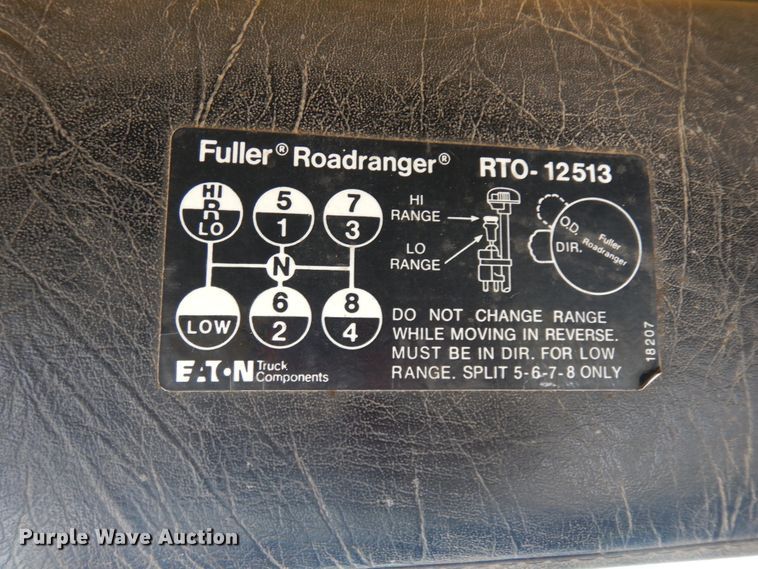 Fuller® Roadranger® RTO-12513
HI
R
LO
5
1
7
3
N
LOW
6
2
8
4
HI
RANGE
LO
RANGE
O.D.
DIR.
Fuller
Roadranger
DO NOT CHANGE RANGE
WHILE MOVING IN REVERSE.
MUST BE IN DIR. FOR LOW
RANGE. SPLIT 5-6-7-8 ONLY
18207
EATON Truck
Components
Purple Wave Auction